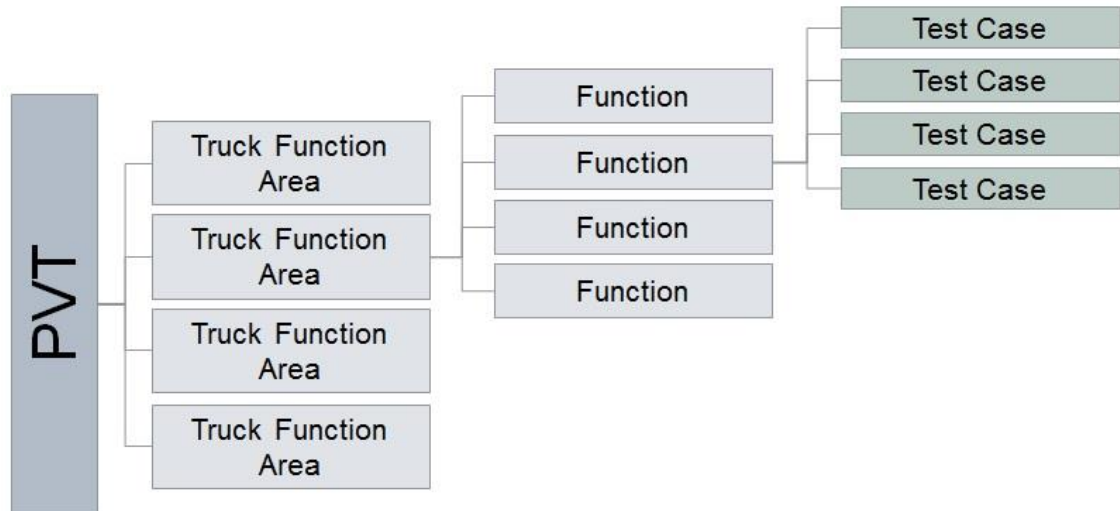 PVT
Truck Function
Area
Truck Function
Area
Truck Function
Area
Truck Function
Area
Function
Function
Function
Function
Test Case
Test Case
Test Case
Test Case